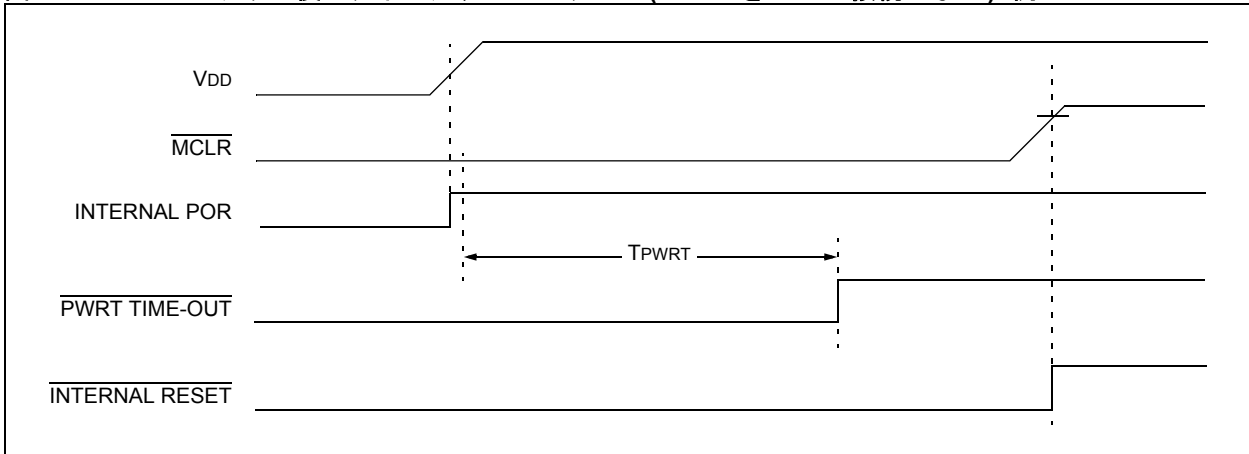 VDD
MCLR
INTERNAL POR
TPWRT
PWRT TIME-OUT
INTERNAL RESET